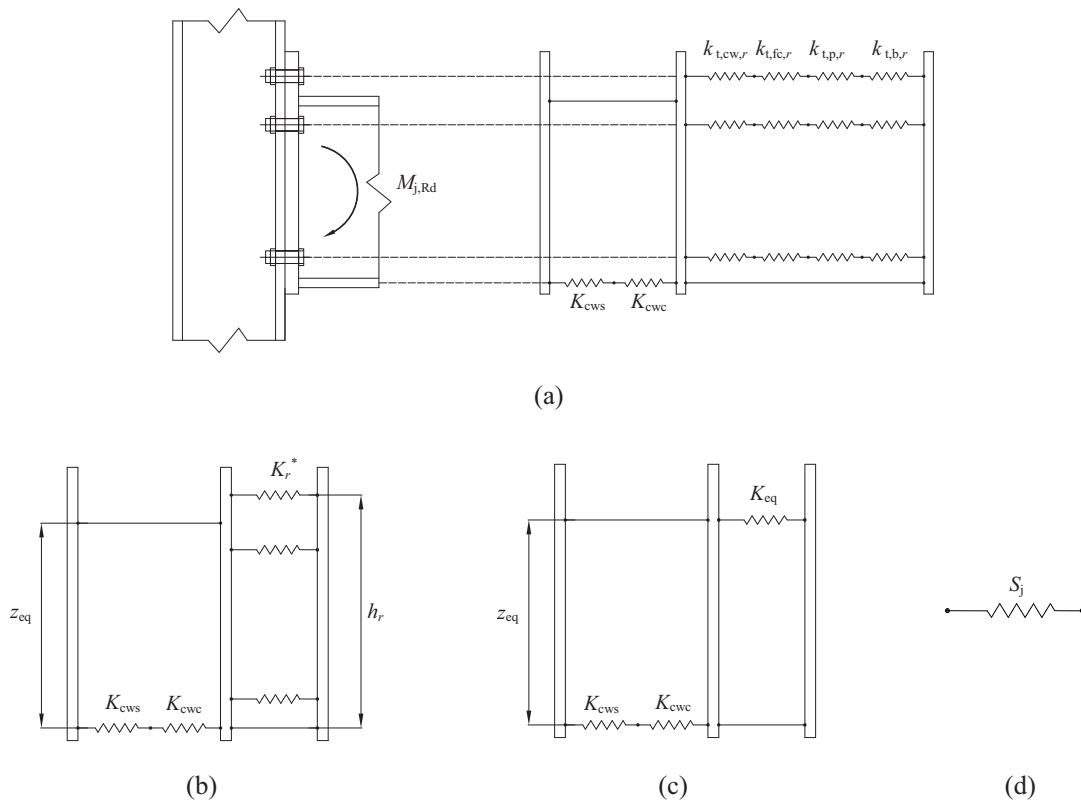 k t,cw,r k t,fc,r k t,p,r k t,b,r
M j,Rd
K cws K cwc
(a)
K r *
z eq
h r
K cws K cwc
(b)
K eq
z eq
K cws K cwc
(c)
S j
(d)